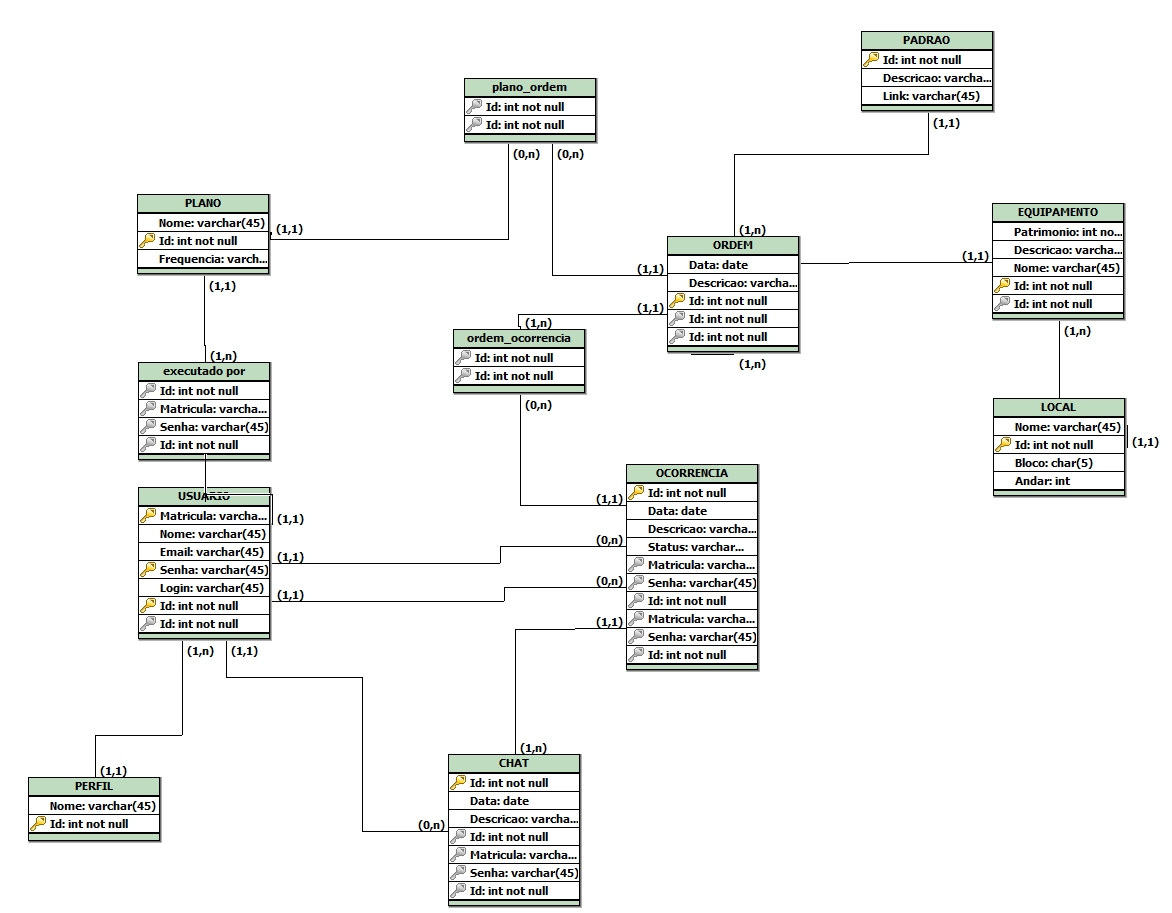 PADRAO
Id: int not null
Descricao: varcha...
Link: varchar(45)
(1,1)
plano_ordem
Id: int not null
Id: int not null
(0,n)
(0,n)
PLANO
Nome: varchar(45)
Id: int not null
Frequencia: varch...
(1,1)
(1,1)
EQUIPAMENTO
Patrimonio: int no...
Descricao: varcha...
Nome: varchar(45)
Id: int not null
Id: int not null
(1,1)
(1,n)
(1,n)
ORDEM
Data: date
Descricao: varcha...
Id: int not null
Id: int not null
Id: int not null
(1,1)
(1,1)
(1,n)
(1,n)
ordem_ocorrencia
Id: int not null
Id: int not null
(0,n)
(1,n)
executado por
Id: int not null
Matricula: varcha...
Senha: varchar(45)
Id: int not null
LOCAL
Nome: varchar(45)
Id: int not null
Bloco: char(5)
Andar: int
(1,1)
USUARIO
Matricula: varcha...
Nome: varchar(45)
Email: varchar(45)
Senha: varchar(45)
Login: varchar(45)
Id: int not null
Id: int not null
(1,1)
(1,1)
(1,1)
(1,n)
(1,1)
OCORRENCIA
Id: int not null
Data: date
Descricao: varcha...
Status: varchar...
Matricula: varcha...
Senha: varchar(45)
Id: int not null
Matricula: varcha...
Senha: varchar(45)
Id: int not null
(1,1)
(0,n)
(0,n)
(1,1)
(1,1)
PERFIL
Nome: varchar(45)
Id: int not null
(1,n)
CHAT
Id: int not null
Data: date
Descricao: varcha...
Id: int not null
Matricula: varcha...
Senha: varchar(45)
Id: int not null
(0,n)